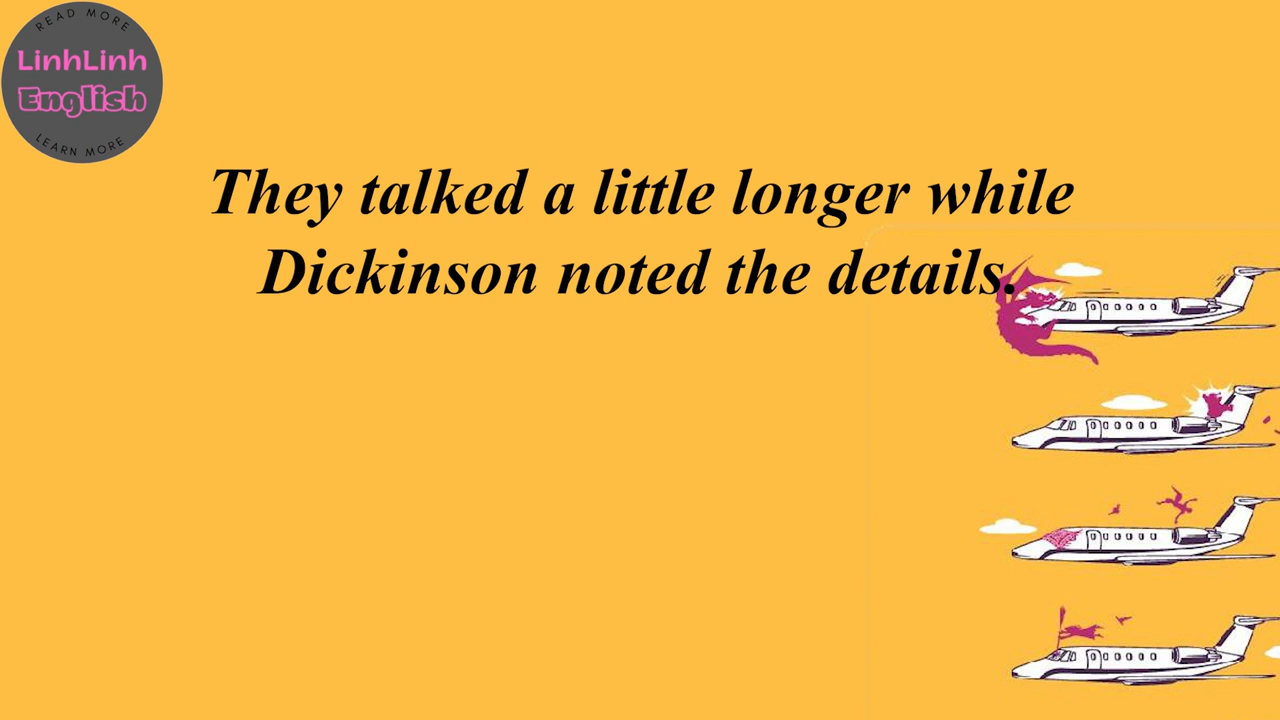 READ MORE
LinhLinh
English
LEARN MORE
They talked a little longer while
Dickinson noted the details.